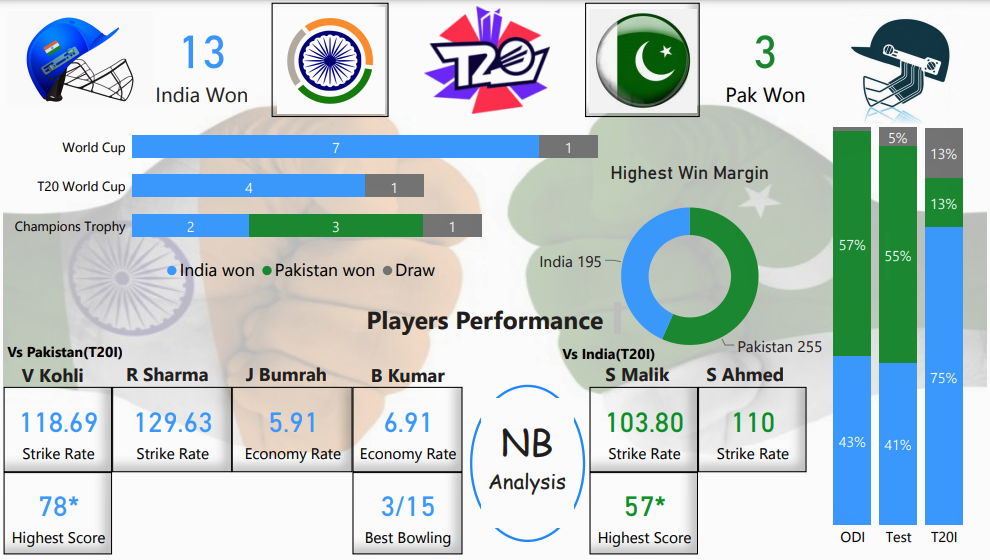 13
India Won
T20
3
Pak Won
World Cup
7
1
T20 World Cup
4
1
Champions Trophy
2
3
1
India won
Pakistan won
Draw
Highest Win Margin
India 195
Pakistan 255
57%
43%
ODI
5%
55%
41%
Test
13%
13%
75%
T20I
Players Performance
Vs Pakistan(T20I)
V Kohli
R Sharma
J Bumrah
B Kumar
118.69
Strike Rate
129.63
Strike Rate
5.91
Economy Rate
6.91
Economy Rate
78*
Highest Score
3/15
Best Bowling
NB
Analysis
Vs India(T20I)
S Malik
S Ahmed
103.80
Strike Rate
110
Strike Rate
57*
Highest Score